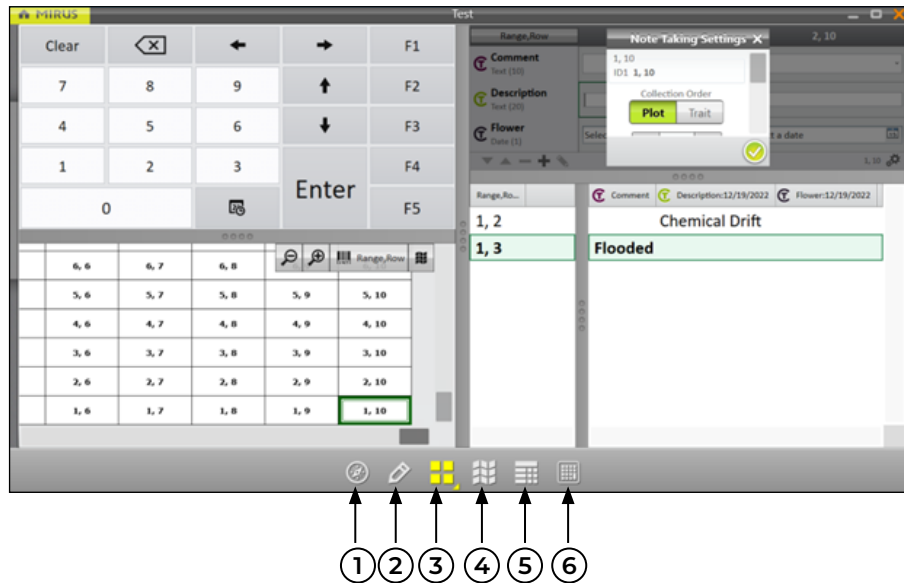 MIRUS
Test
Clear
F1
7 8 9
F2
4 5 6
F3
1 2 3
F4
Enter
0
F5
Range,Row
2, 10
Comment
Text (10)
Description
Text (20)
Flower
Date (1)
Note Taking Settings X
1, 10
ID1 1, 10
Collection Order
Plot Trait
t a date
1, 10
Range,Ro...
Comment Description:12/19/2022 Flower:12/19/2022
1, 2 Chemical Drift
1, 3 Flooded
Range,Row
6, 6 6, 7 6, 8
5, 6 5, 7 5, 8 5, 9 5, 10
4, 6 4, 7 4, 8 4, 9 4, 10
3, 6 3, 7 3, 8 3, 9 3, 10
2, 6 2, 7 2, 8 2, 9 2, 10
1, 6 1, 7 1, 8 1, 9 1, 10
1 2 3 4 5 6